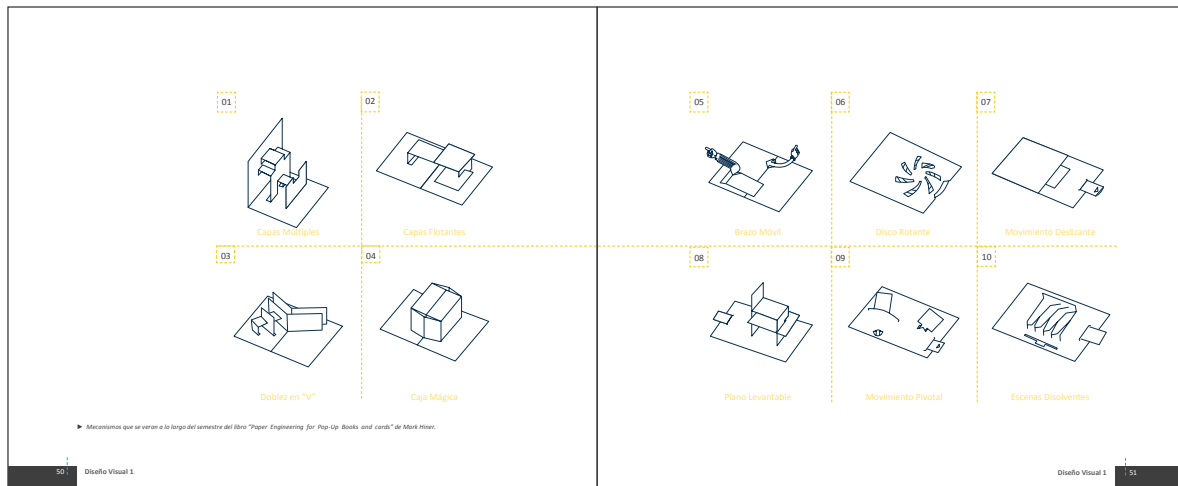 01
02
Capas Multiples
Capas Flotantes
03
04
Dobles en "V"
Caja Mágica
► Mecanismos que se veran a lo largo del semestre del libro "Paper Engineering for Pop-Up Books and cards" de Mark Hiner.
50
Diseño Visual 1
05
06
07
Brazo Móvil
Disco Rotante
Movimiento Deslizante
08
09
10
Plano Levantable
Movimiento Pivotal
Escenas Disolventes
Diseño Visual 1
51